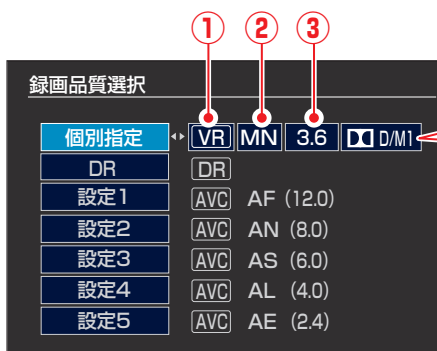 ① ② ③
録画品質選択
個別指定 VR MN 3.6 D/M1
DR DR
設定1 AVC AF (12.0)
設定2 AVC AN (8.0)
設定3 AVC AS (6.0)
設定4 AVC AL (4.0)
設定5 AVC AE (2.4)